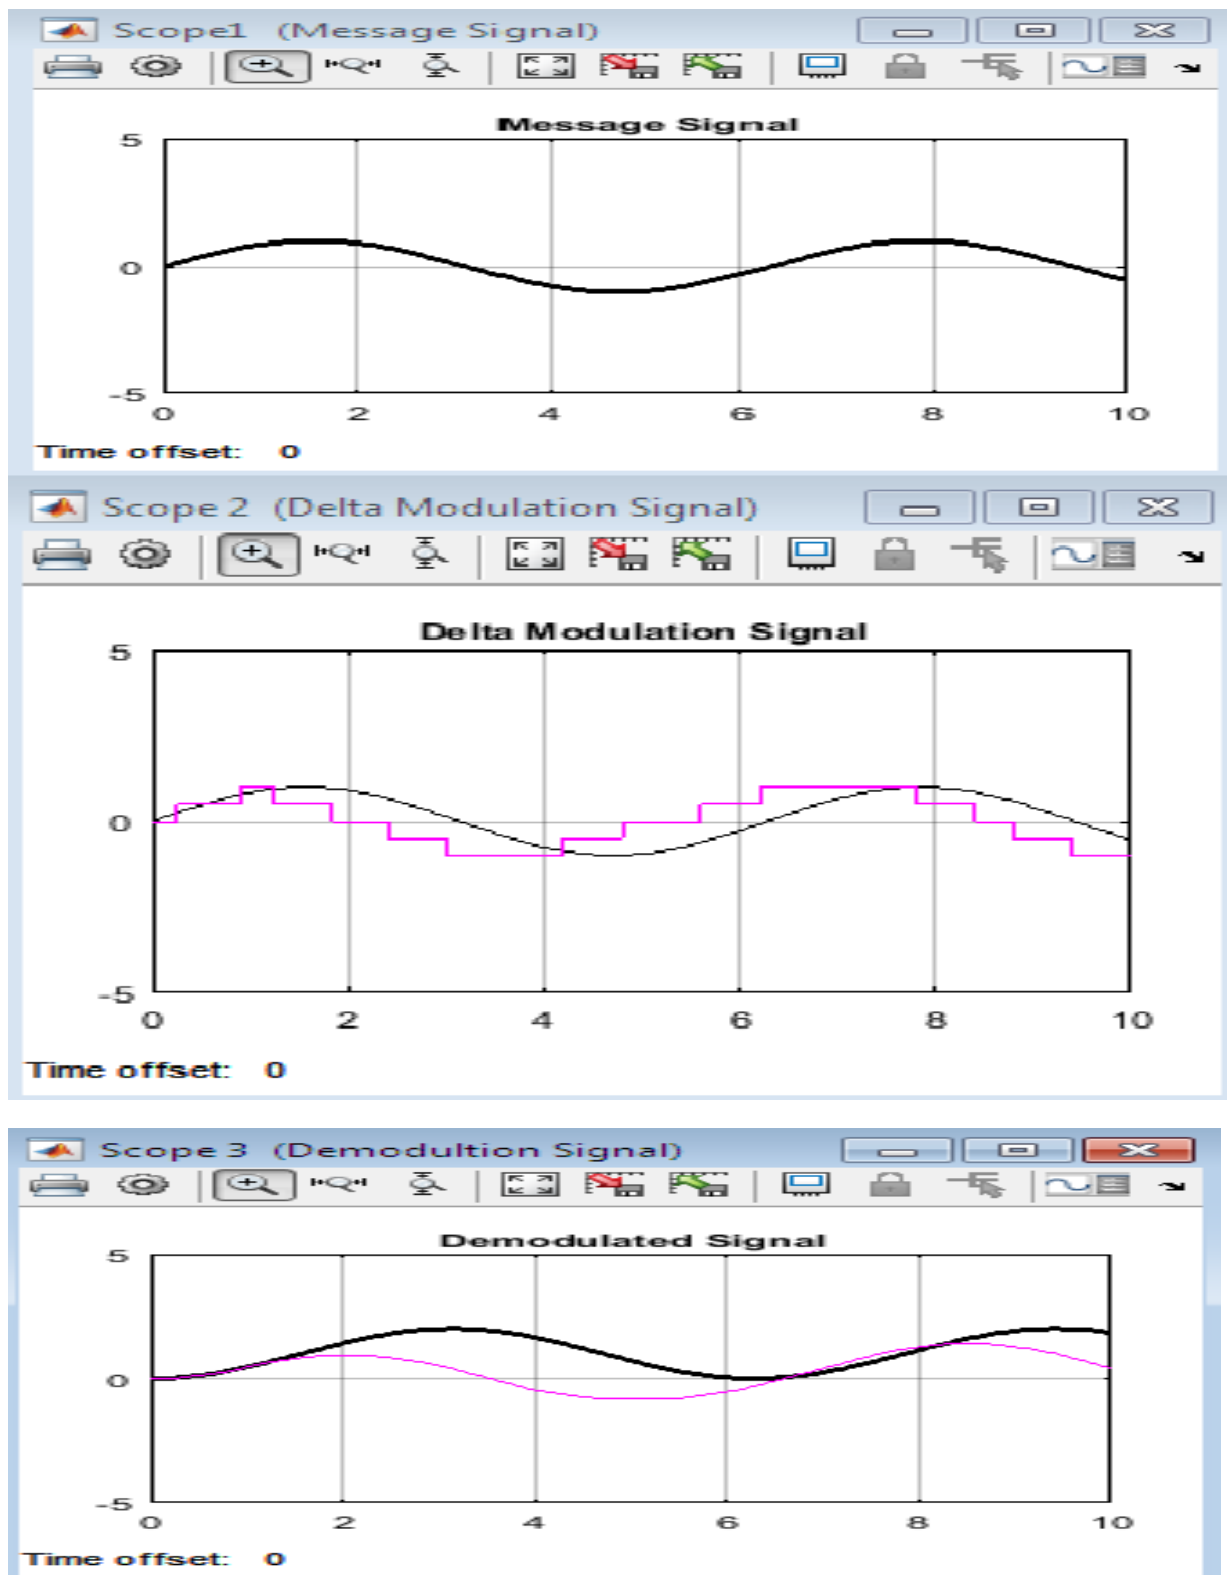 Scope1 (Message Signal)
Message Signal
5
0
-5
0 2 4 6 8 10
Time offset: 0
Scope 2 (Delta Modulation Signal)
Delta Modulation Signal
5
0
-5
0 2 4 6 8 10
Time offset: 0
Scope 3 (Demodultion Signal)
Demodulated Signal
5
0
-5
0 2 4 6 8 10
Time offset: 0